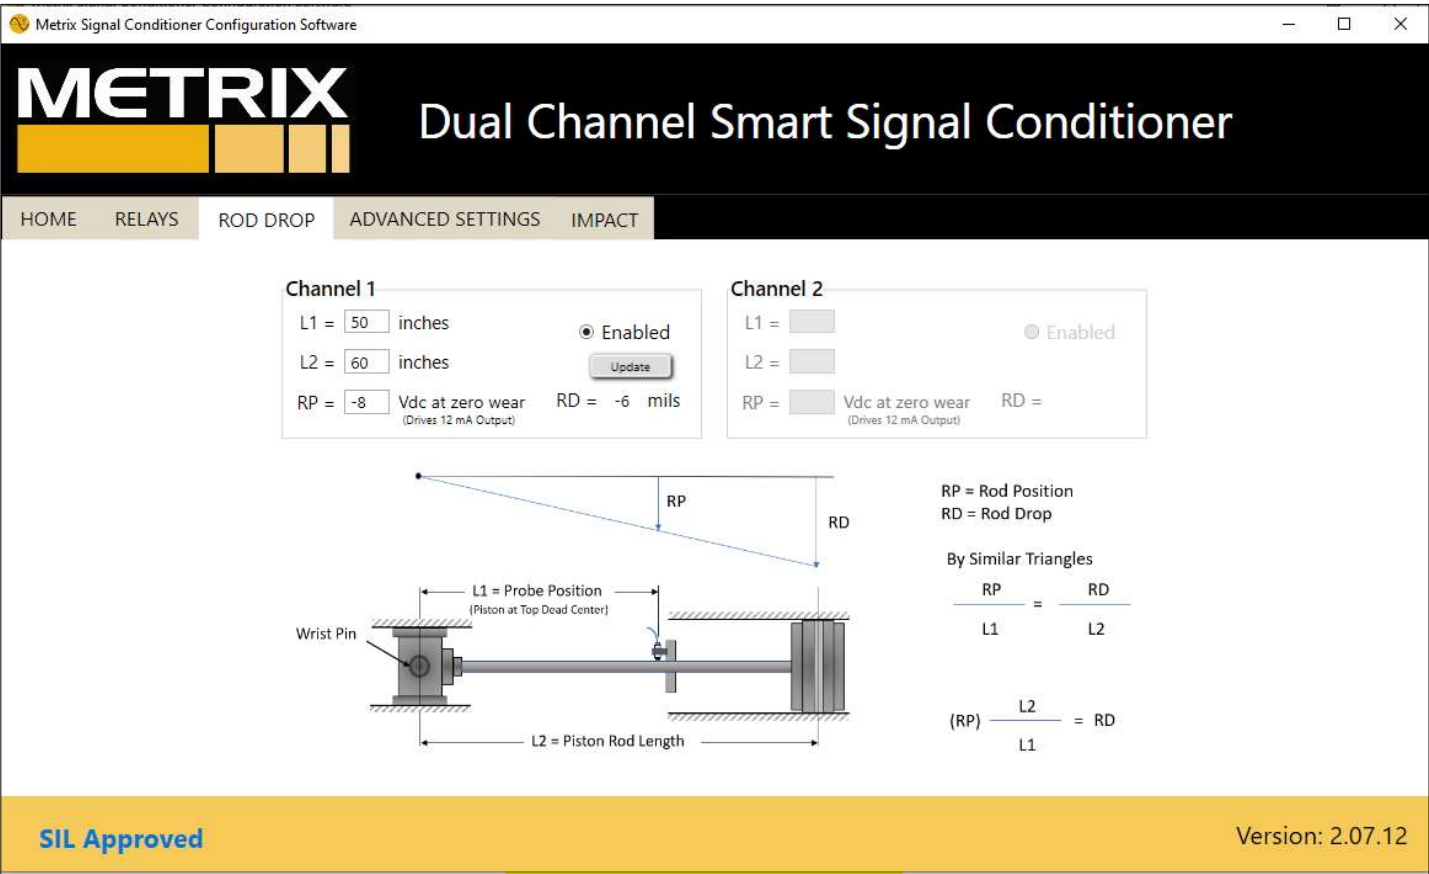 Metrix Signal Conditioner Configuration Software
METRIX
Dual Channel Smart Signal Conditioner
HOME RELAYS ROD DROP ADVANCED SETTINGS IMPACT
Channel 1
L1 = 50 inches
Enabled
L2 = 60 inches
Update
RP = -8 Vdc at zero wear RD = -6 mils
(Drives 12 mA Output)
Channel 2
L1 =
Enabled
L2 =
RP = Vdc at zero wear RD =
(Drives 12 mA Output)
RP
RD
RP = Rod Position
RD = Rod Drop
By Similar Triangles
RP = RD
L1 L2
L1 = Probe Position
(Piston at Top Dead Center)
Wrist Pin
L2 = Piston Rod Length
L2
(RP) = RD
L1
SIL Approved
Version: 2.07.12